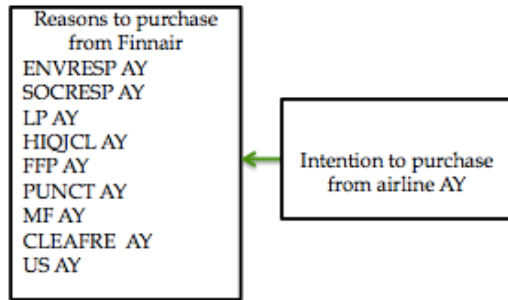 Reasons to purchase
from Finnair
ENVRESP AY
SOCRESP AY
LP AY
HIQJCL AY
FFP AY
PUNCT AY
MF AY
CLEAFRE AY
US AY
Intention to purchase
from airline AY